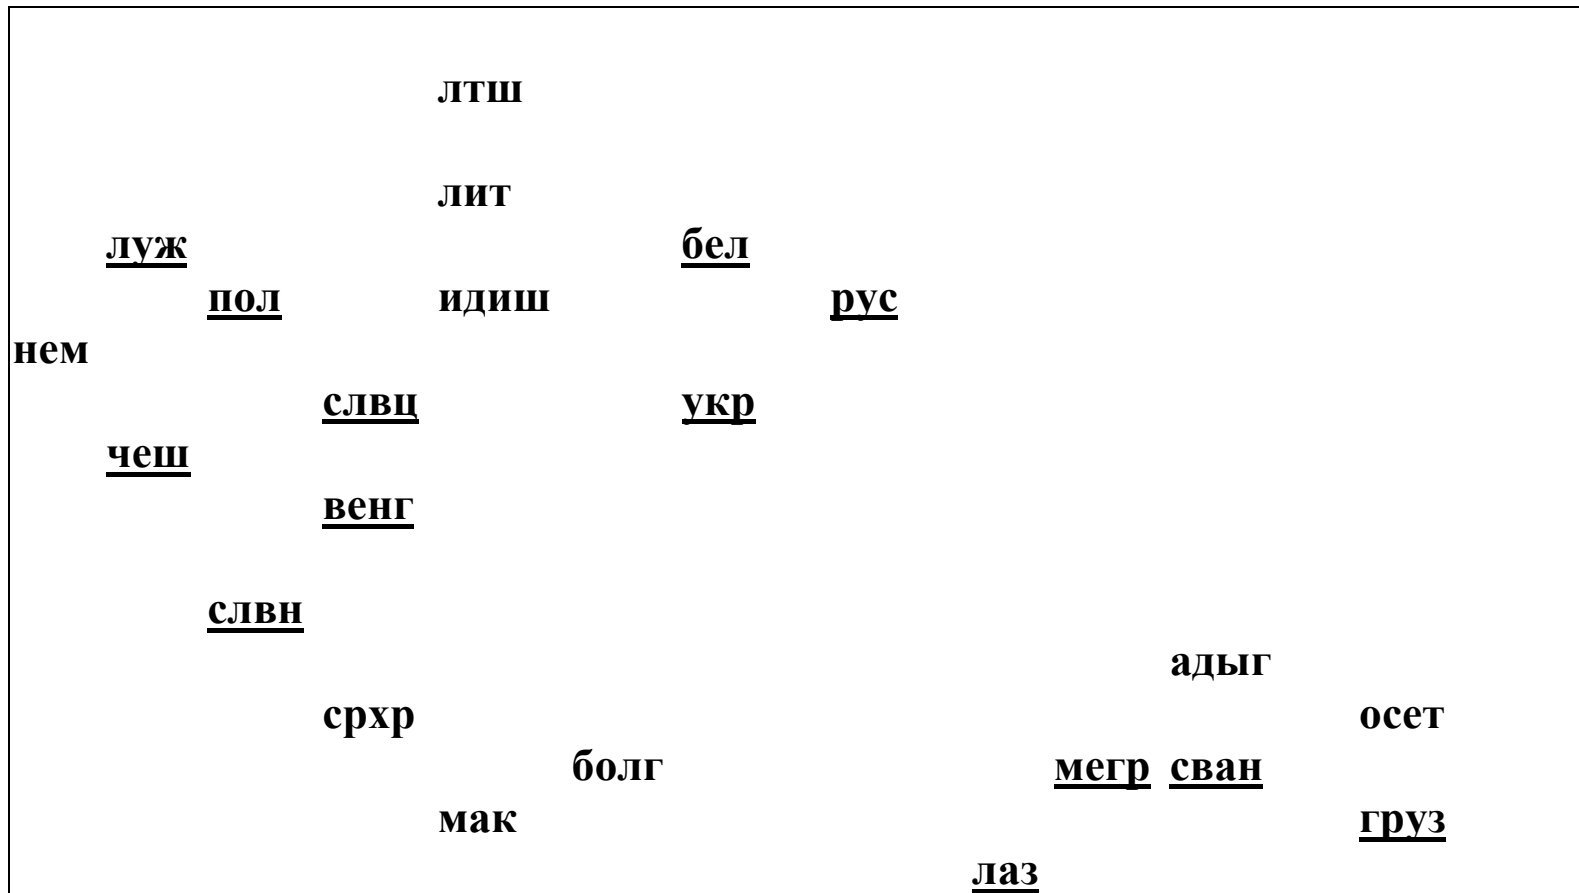 лтш
лит
луж бел
пол идиш рус
нем
слвц укр
чеш
венг
слвн
адыг
срхр осет
болг мегр сван
мак груз
лаз